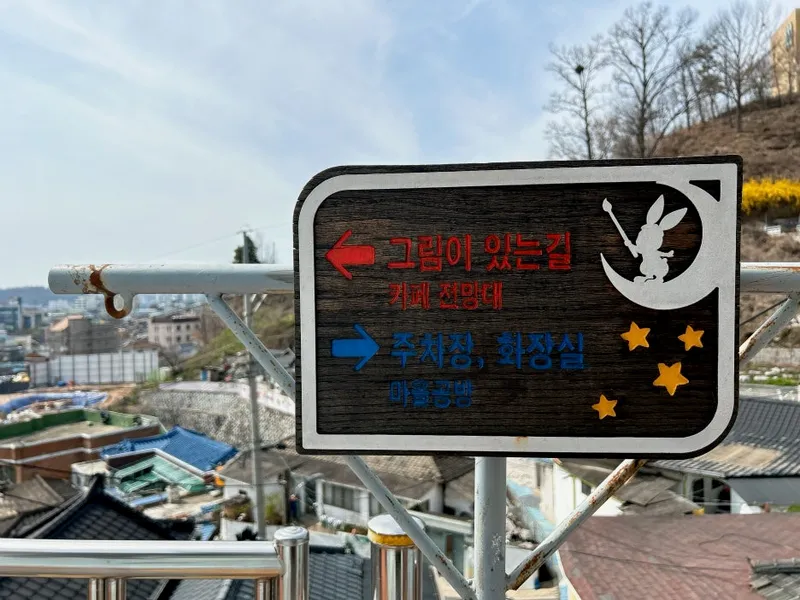 그림이 있는길
카페 전망대
주차장, 화장실
마을공방